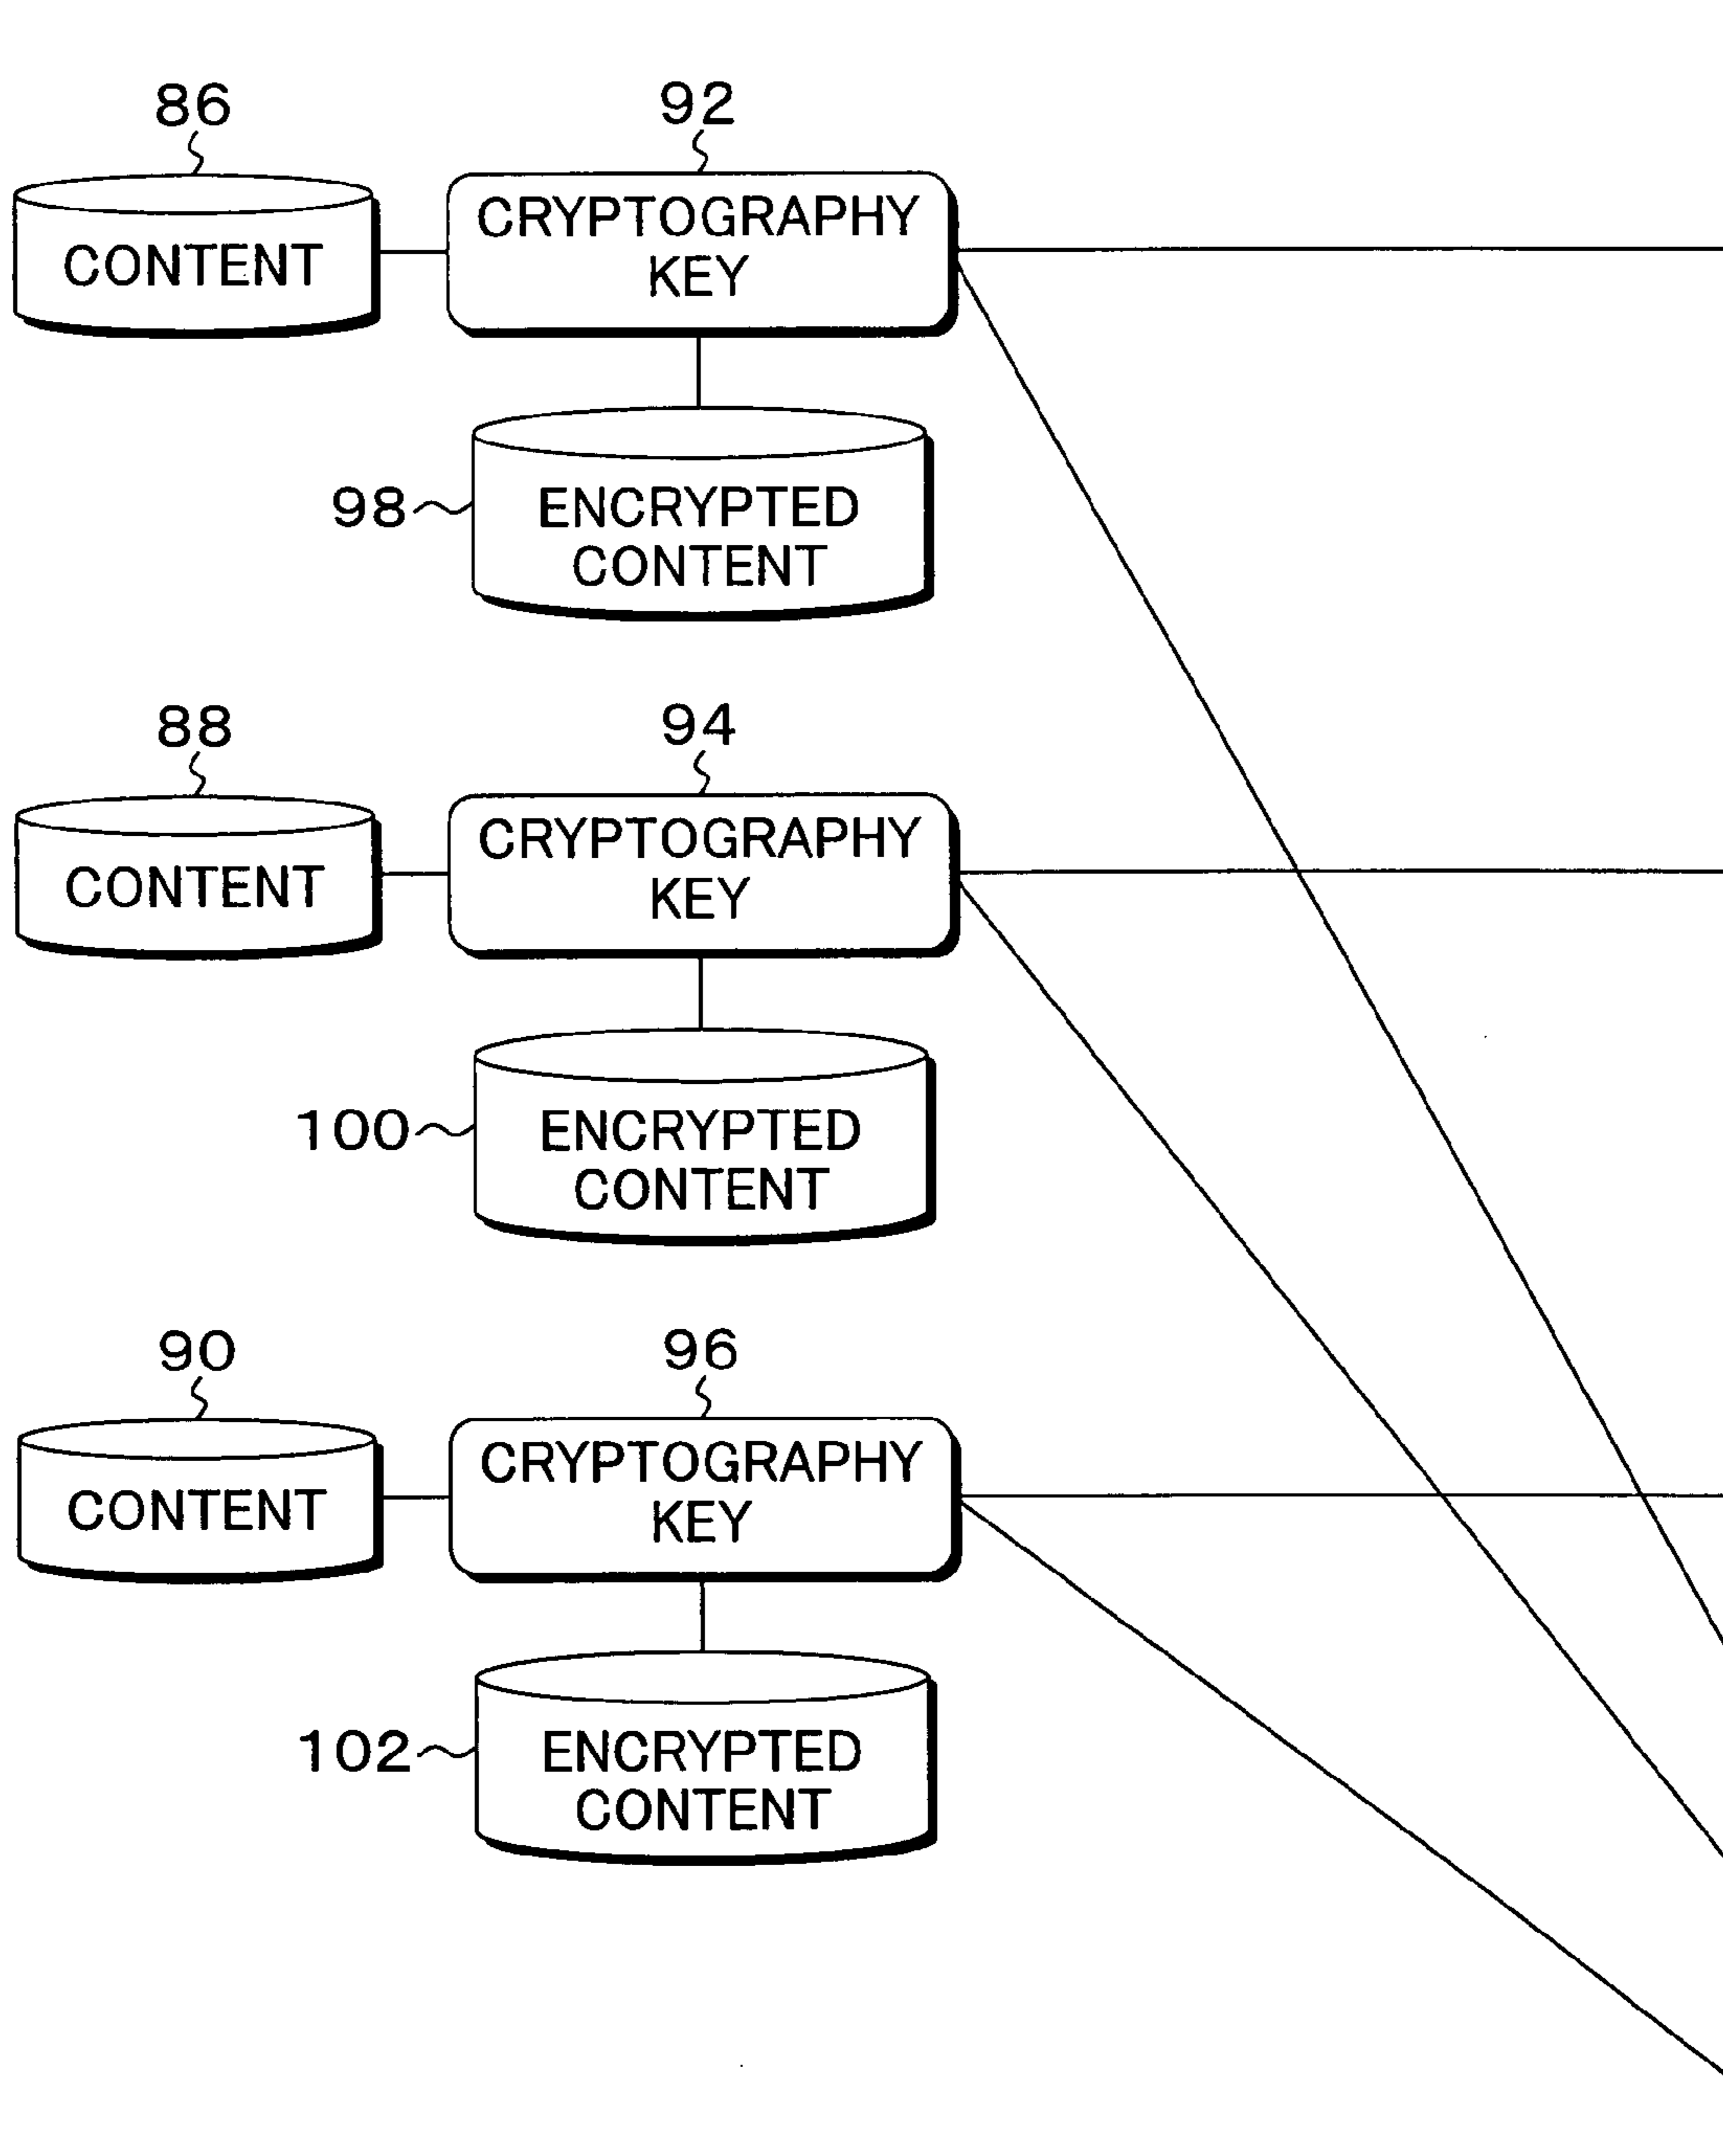 86
92
CONTENT
CRYPTOGRAPHY
KEY
98
ENCRYPTED
CONTENT
88
94
CONTENT
CRYPTOGRAPHY
KEY
100
ENCRYPTED
CONTENT
90
96
CONTENT
CRYPTOGRAPHY
KEY
102
ENCRYPTED
CONTENT